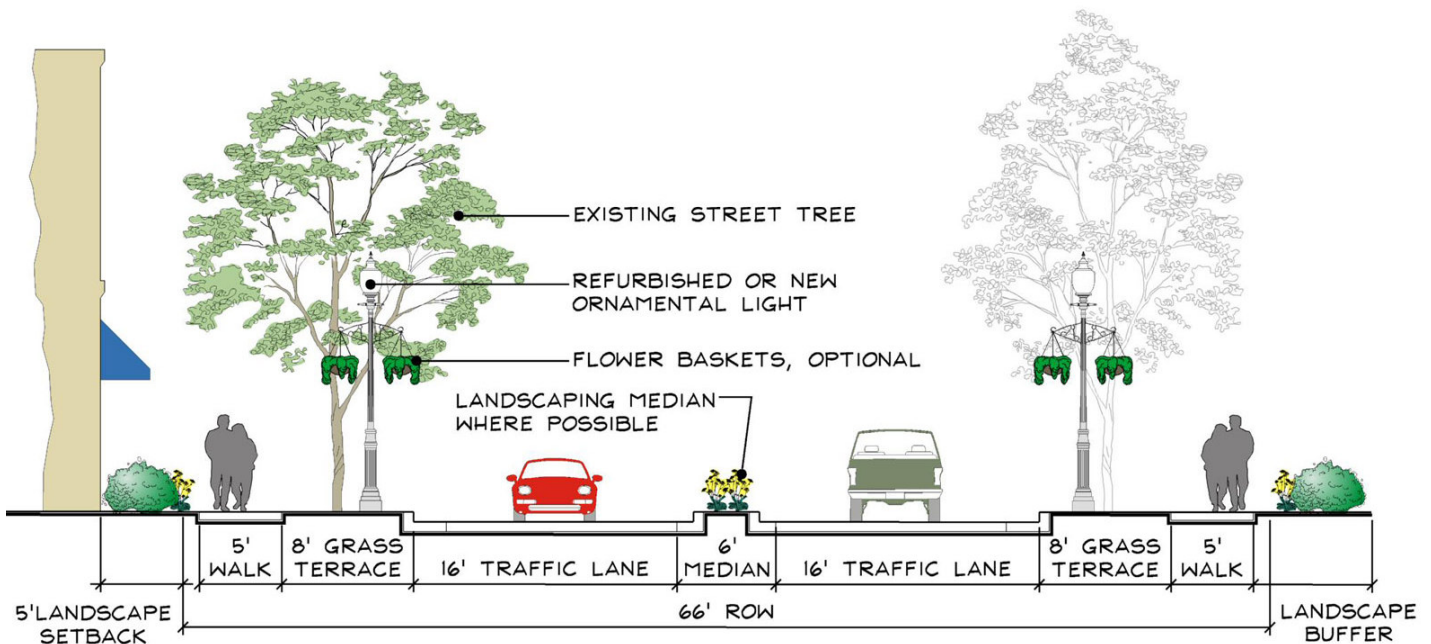 EXISTING STREET TREE
REFURBISHED OR NEW
ORNAMENTAL LIGHT
FLOWER BASKETS, OPTIONAL
LANDSCAPING MEDIAN
WHERE POSSIBLE
5'
WALK
8' GRASS
TERRACE
16' TRAFFIC LANE
6'
MEDIAN
16' TRAFFIC LANE
8' GRASS
TERRACE
5'
WALK
5'LANDSCAPE
SETBACK
66' ROW
LANDSCAPE
BUFFER